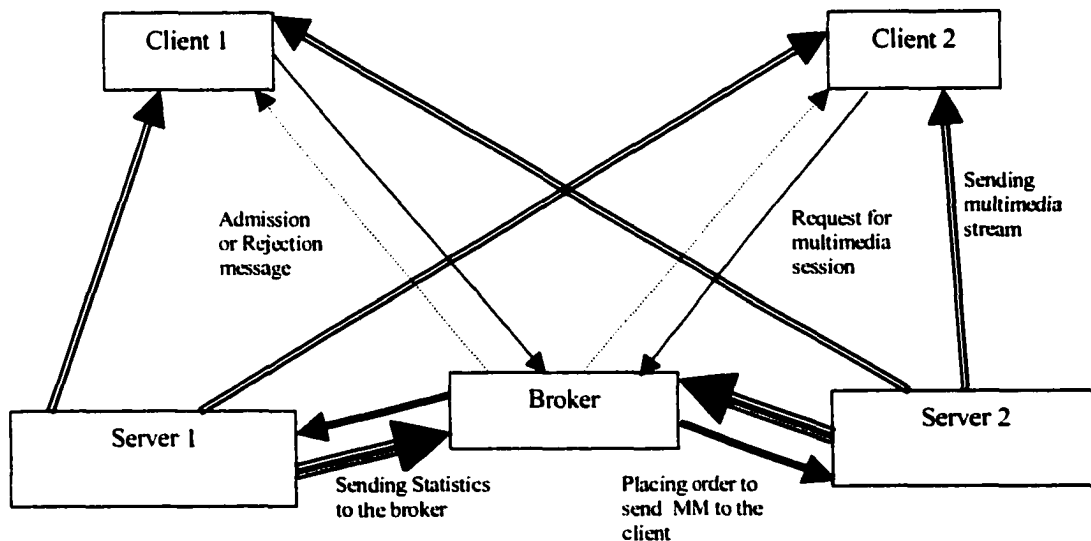 Client 1
Client 2
Admission
or Rejection
message
Request for
multimedia
session
Sending
multimedia
stream
Broker
Server 1
Server 2
Sending Statistics
to the broker
Placing order to
send MM to the
client